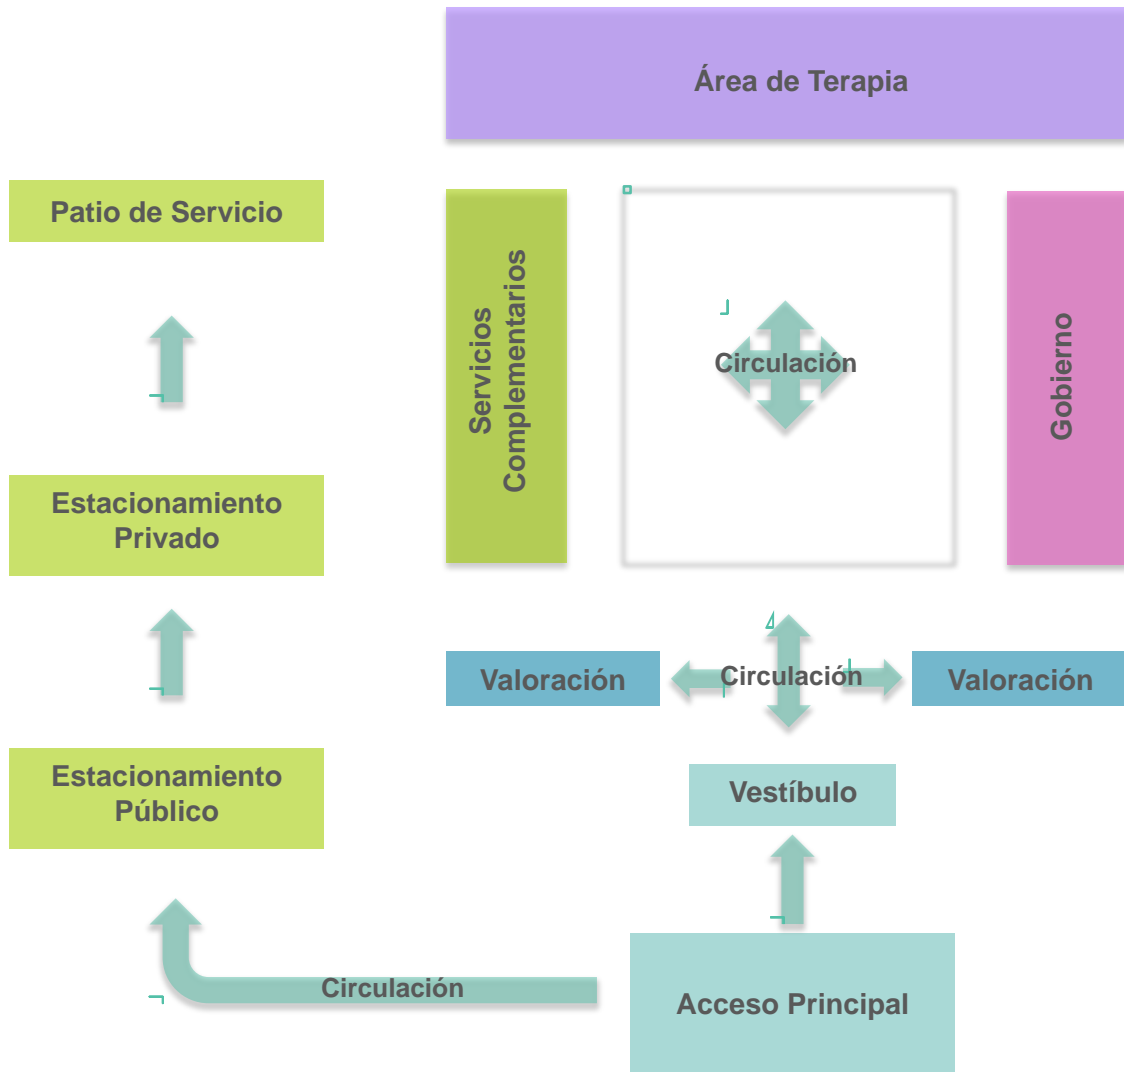 Área de Terapia
Patio de Servicio
Servicios
Complementarios
Circulación
Gobierno
Estacionamiento
Privado
Valoración
Circulación
Valoración
Estacionamiento
Público
Vestíbulo
Circulación
Acceso Principal